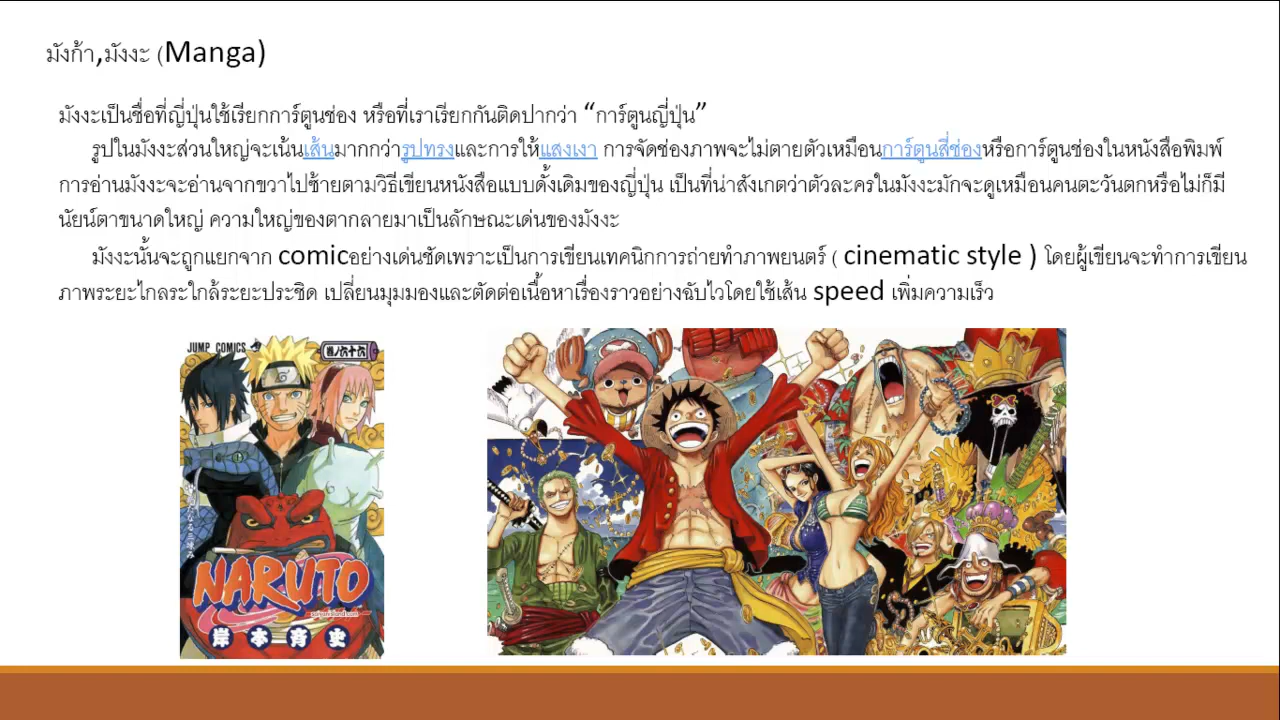 มังก้า,มังงะ (Manga)
มังงะเป็นชื่อที่ญี่ปุ่นใช้เรียกการ์ตูนช่อง หรือที่เราเรียกกันติดปากว่า “การ์ตูนญี่ปุ่น”
รูปในมังงะส่วนใหญ่จะเน้นเส้นมากกว่ารูปทรงและการให้แสงเงา การจัดช่องภาพจะไม่ตายตัวเหมือนการ์ตูนสี่ช่องหรือการ์ตูนช่องในหนังสือพิมพ์
การอ่านมังงะจะอ่านจากขวาไปซ้ายตามวิธีเขียนหนังสือแบบดั้งเดิมของญี่ปุ่น เป็นที่น่าสังเกตว่าตัวละครในมังงะมักจะดูเหมือนคนตะวันตกหรือไม่ก็มี
นัยน์ตาขนาดใหญ่ ความใหญ่ของตากลายมาเป็นลักษณะเด่นของมังงะ
มังงะนั้นจะถูกแยกจาก comicอย่างเด่นชัดเพราะเป็นการเขียนเทคนิกการถ่ายทำภาพยนตร์ ( cinematic style ) โดยผู้เขียนจะทำการเขียน
ภาพระยะไกลระใกล้ระยะประชิด เปลี่ยนมุมมองและตัดต่อเนื้อหาเรื่องราวอย่างฉับไวโดยใช้เส้น speed เพิ่มความเร็ว
JUMP COMICS
巻ノ六十六
NARUTO
岸本斉史